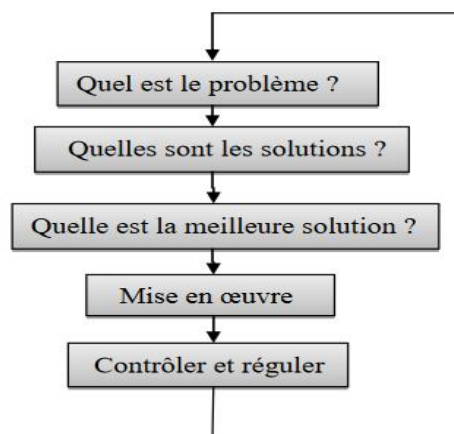 Quel est le problème ?
Quelles sont les solutions ?
Quelle est la meilleure solution ?
Mise en œuvre
Contrôler et réguler